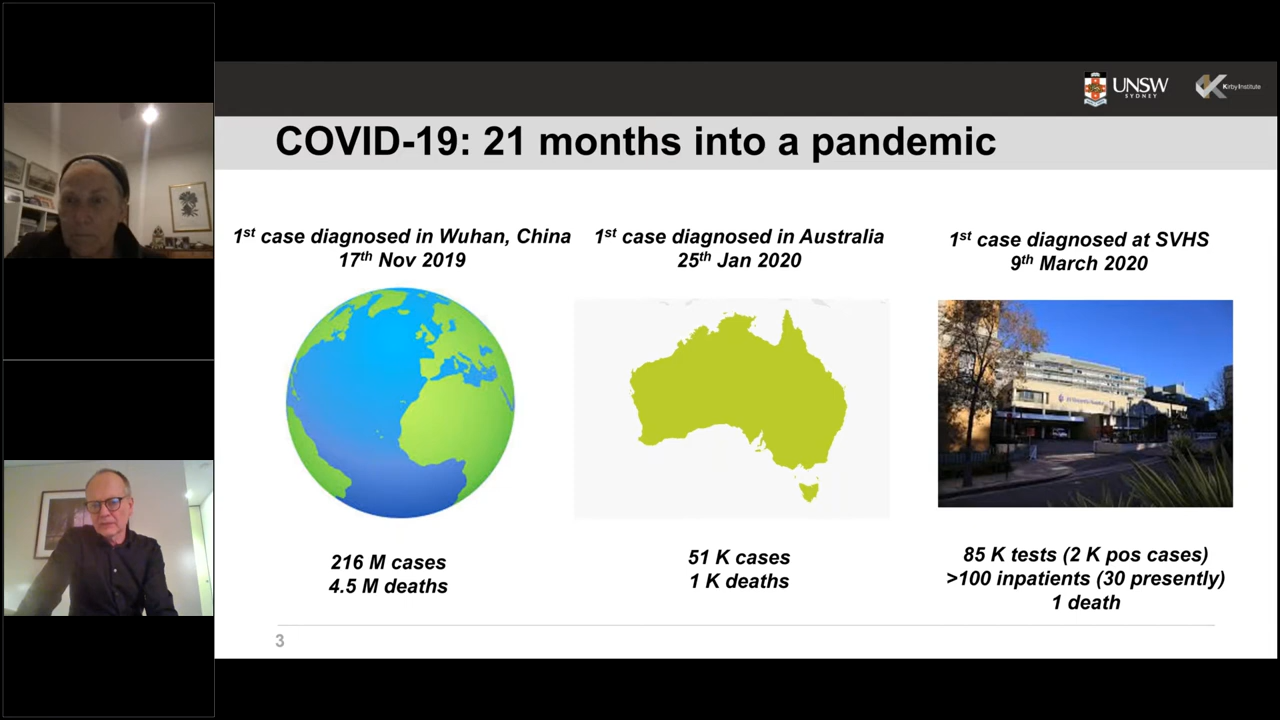 UNSW
SYDNEY
Kirby Institute
COVID-19: 21 months into a pandemic
1st case diagnosed in Wuhan, China
17th Nov 2019
1st case diagnosed in Australia
25th Jan 2020
1st case diagnosed at SVHS
9th March 2020
216 M cases
4.5 M deaths
51 K cases
1 K deaths
85 K tests (2 K pos cases)
>100 inpatients (30 presently)
1 death
3